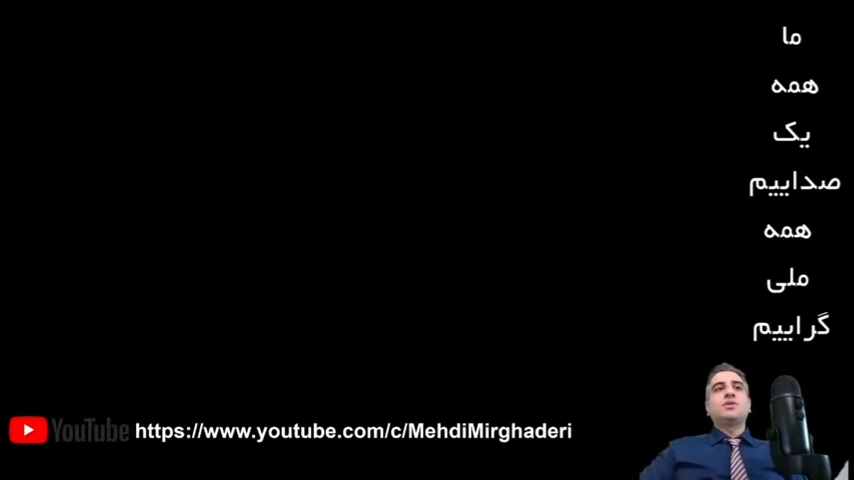 ما
همه
یک
صداییم
همه
ملی
گراییم
YouTube https://www.youtube.com/c/MehdiMirghaderi